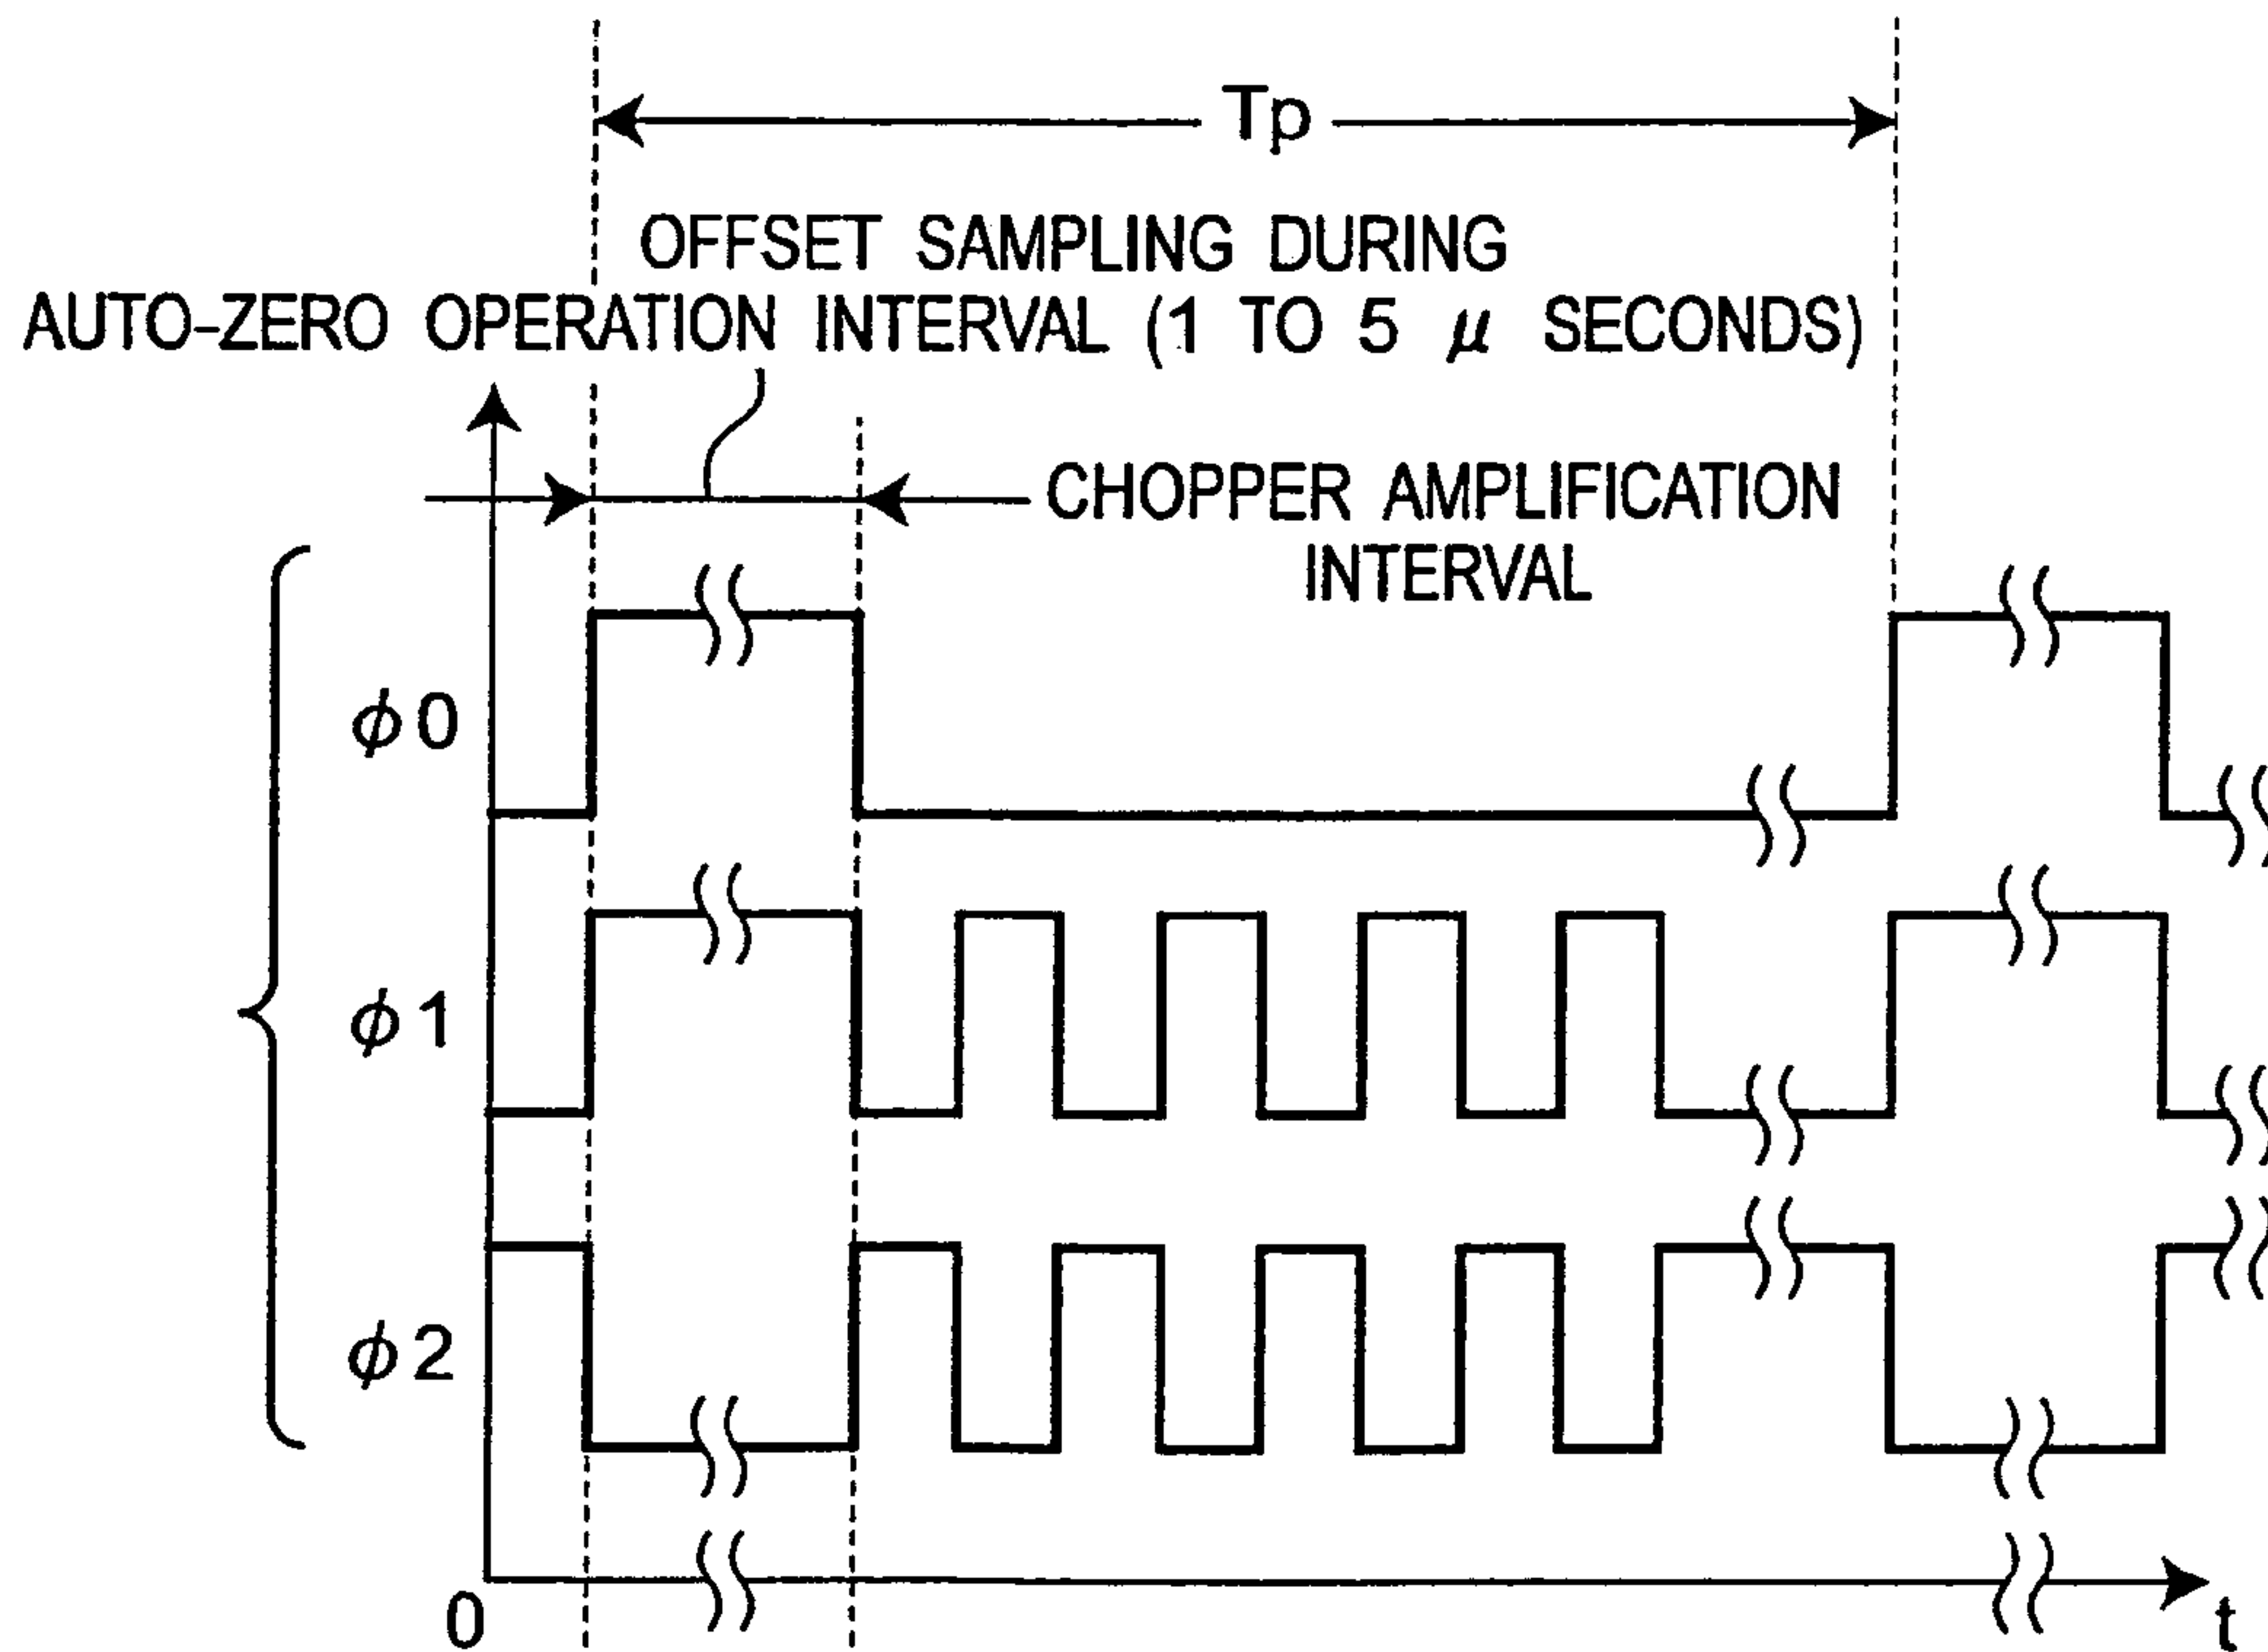 Tp
OFFSET SAMPLING DURING
AUTO-ZERO OPERATION INTERVAL (1 TO 5 μ SECONDS)
CHOPPER AMPLIFICATION
INTERVAL
ϕ0
ϕ1
ϕ2
0
t